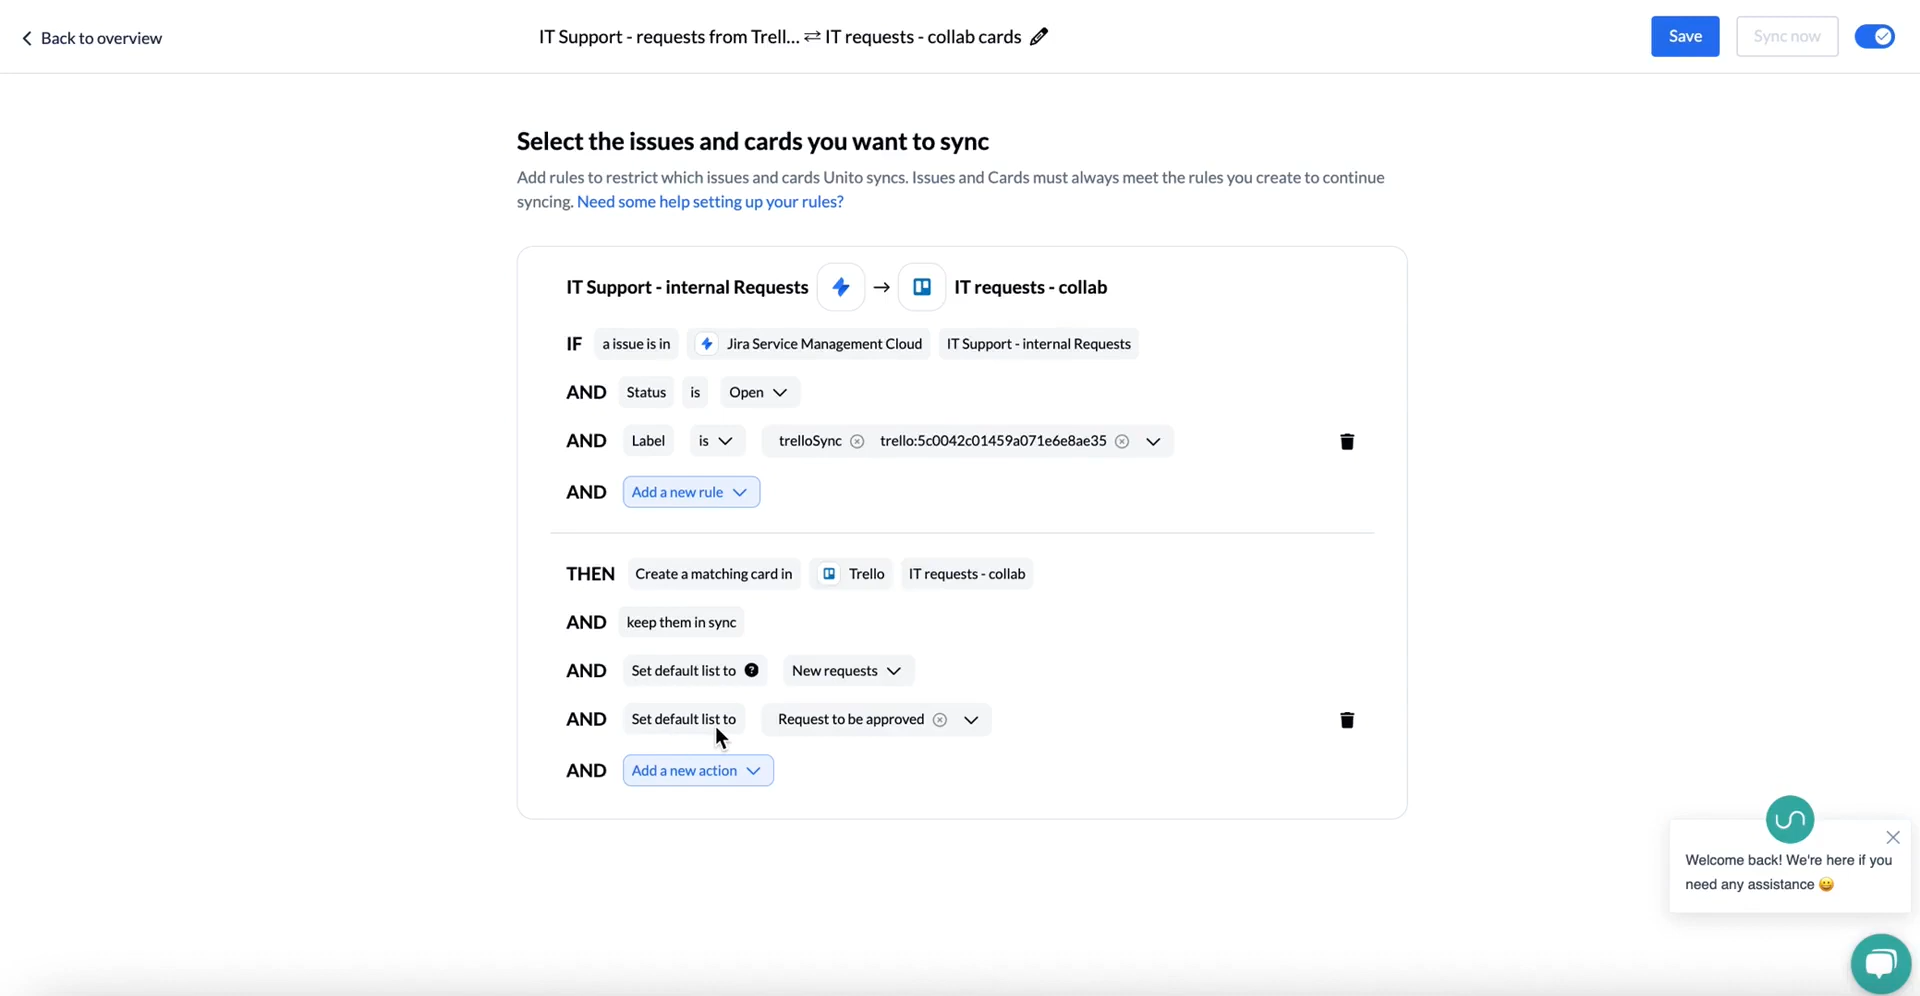 Back to overview
IT Support - requests from Trell... ⇄ IT requests - collab cards
Save
Sync now
Select the issues and cards you want to sync
Add rules to restrict which issues and cards Unito syncs. Issues and Cards must always meet the rules you create to continue
syncing. Need some help setting up your rules?
IT Support - internal Requests → IT requests - collab
IF a issue is in Jira Service Management Cloud IT Support - internal Requests
AND Status is Open
AND Label is trelloSync trello:5c0042c01459a071e6e8ae35
AND Add a new rule
THEN Create a matching card in Trello IT requests - collab
AND keep them in sync
AND Set default list to ? New requests
AND Set default list to Request to be approved
AND Add a new action
Welcome back! We're here if you
need any assistance 😀